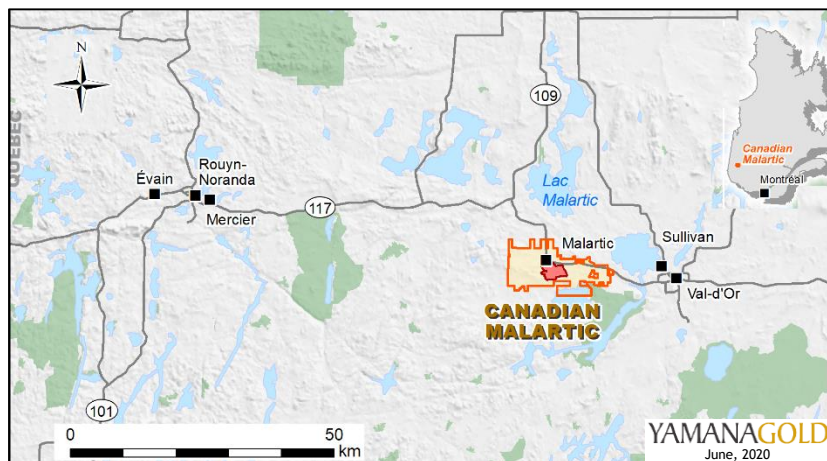 N
QUEBEC
109
Canadian
Malartic
Montréal
Évain
Rouyn-
Noranda
Mercier
117
Lac
Malartic
Malartic
Sullivan
Val-d'Or
CANADIAN
MALARTIC
101
0
50
km
YAMANAGOLD
June, 2020